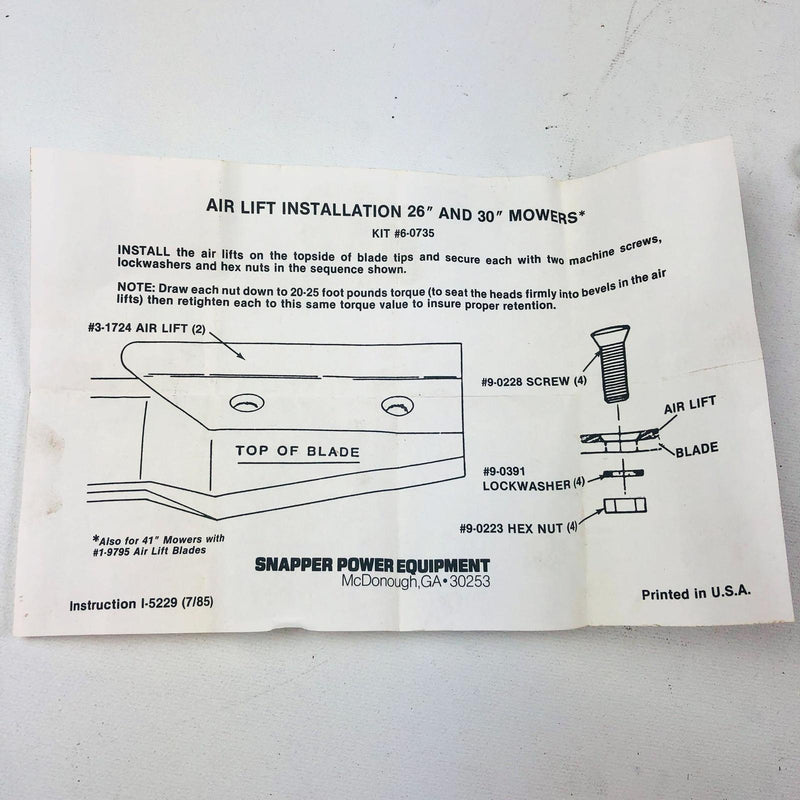 AIR LIFT INSTALLATION 26″ AND 30″ MOWERS*
KIT #6-0735
INSTALL the air lifts on the topside of blade tips and secure each with two machine screws,
lockwashers and hex nuts in the sequence shown.
NOTE: Draw each nut down to 20-25 foot pounds torque (to seat the heads firmly into bevels in the air
lifts) then retighten each to this same torque value to insure proper retention.
#3-1724 AIR LIFT (2)
#9-0228 SCREW (4)
AIR LIFT
BLADE
TOP OF BLADE
#9-0391
LOCKWASHER (4)
#9-0223 HEX NUT (4)
*Also for 41″ Mowers with
#1-9795 Air Lift Blades
SNAPPER POWER EQUIPMENT
McDonough, GA•30253
Instruction I-5229 (7/85)
Printed in U.S.A.